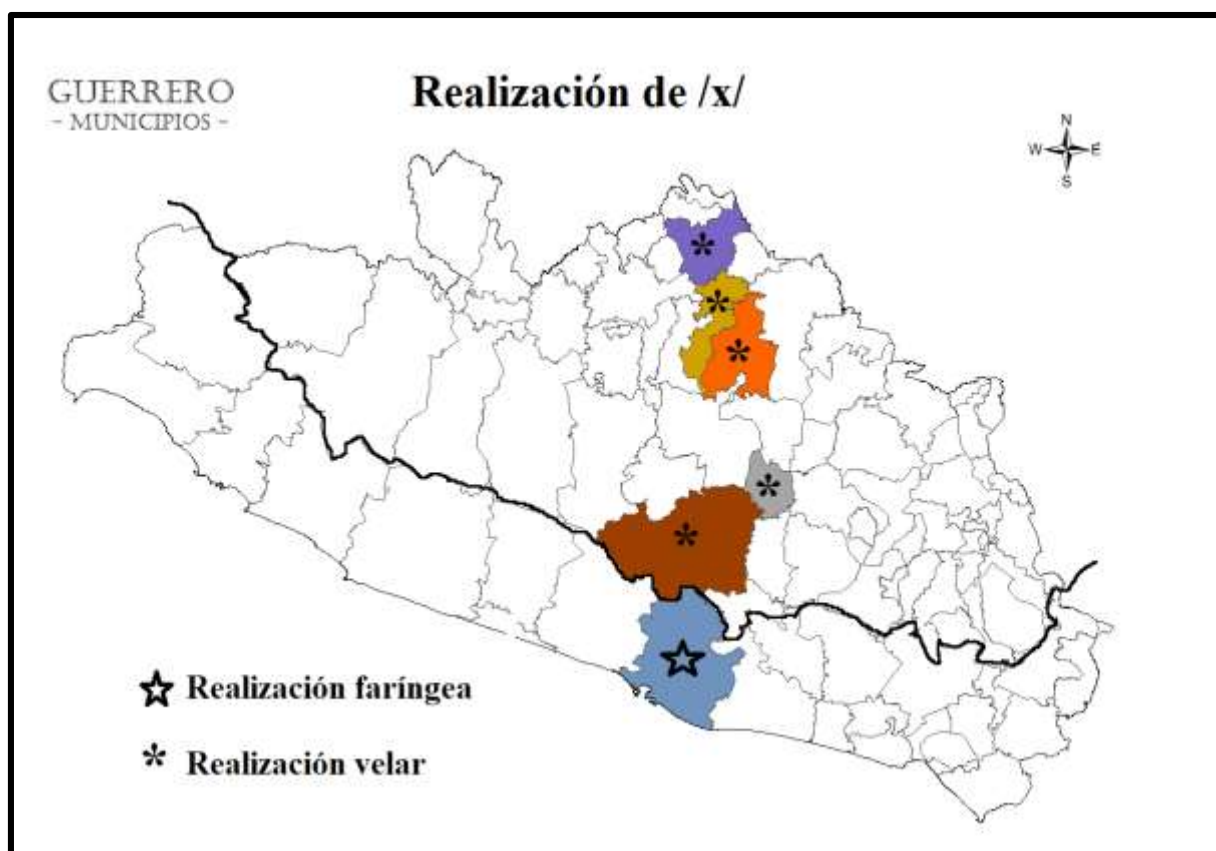 GUERRERO
- MUNICIPIOS -
Realización de /x/
N
W E
S
Realización faríngea
Realización velar